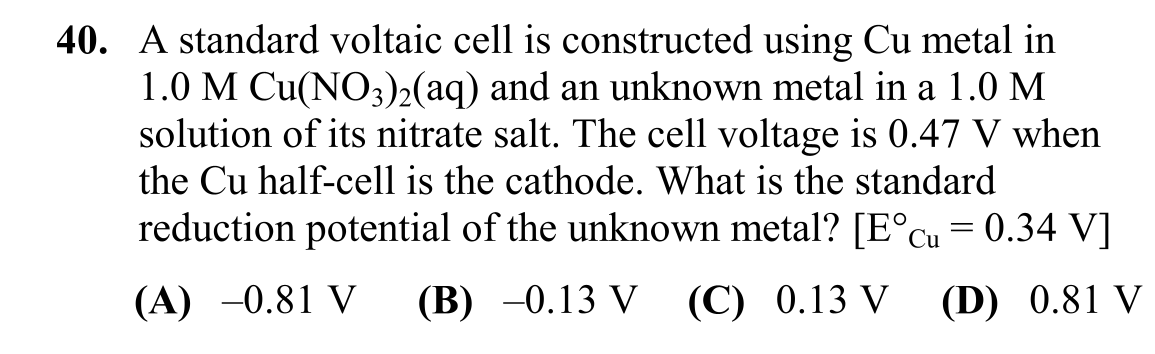 40. A standard voltaic cell is constructed using Cu metal in
1.0 M Cu(NO₃)₂(aq) and an unknown metal in a 1.0 M
solution of its nitrate salt. The cell voltage is 0.47 V when
the Cu half-cell is the cathode. What is the standard
reduction potential of the unknown metal? [E°Cu = 0.34 V]
(A) –0.81 V (B) –0.13 V (C) 0.13 V (D) 0.81 V